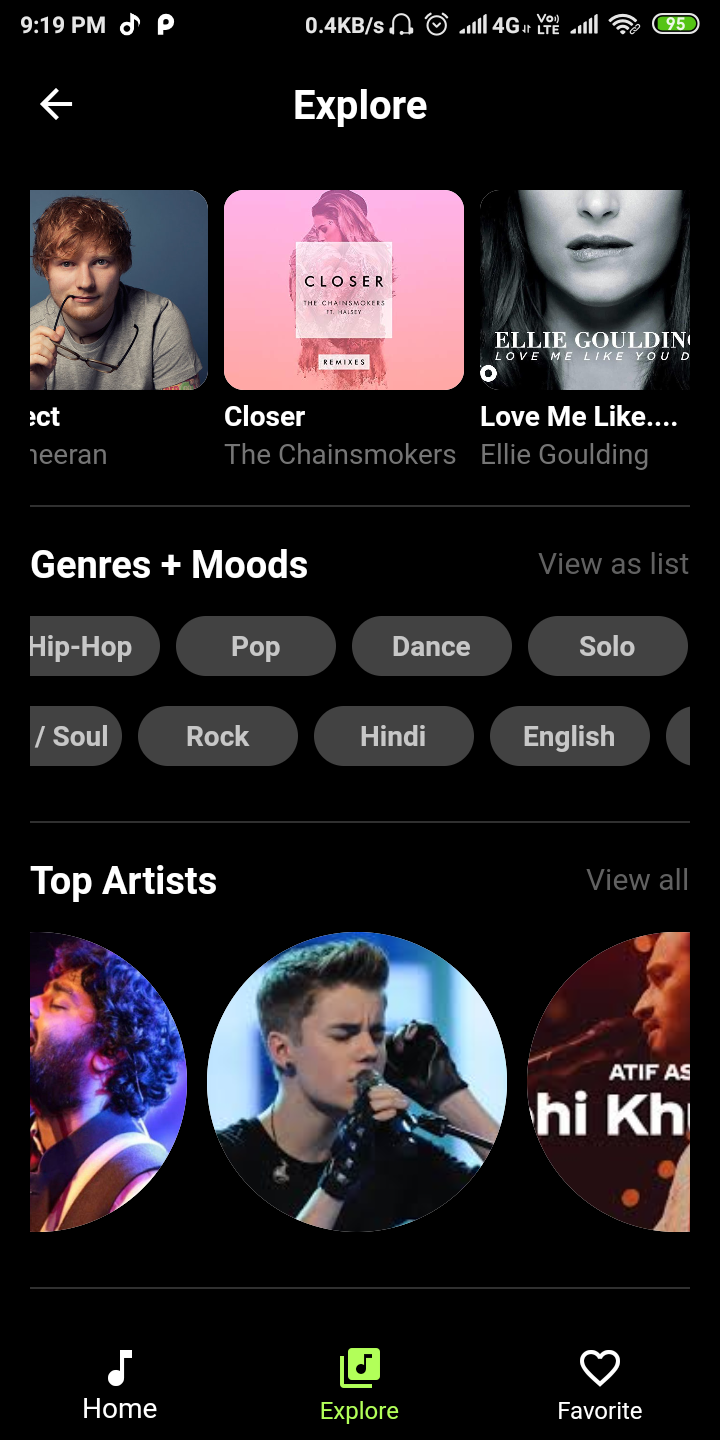 9:19 PM 0.4KB/s 4G Vo)) LTE 95
Explore
CLOSER
THE CHAINSMOKERS
FT. HALSEY
REMIXES
ELLIE GOULDING
LOVE ME LIKE YOU D
ect Closer Love Me Like....
heeran The Chainsmokers Ellie Goulding
Genres + Moods View as list
Hip-Hop Pop Dance Solo
/ Soul Rock Hindi English
Top Artists View all
ATIF AS
hi Kh
Home Explore Favorite